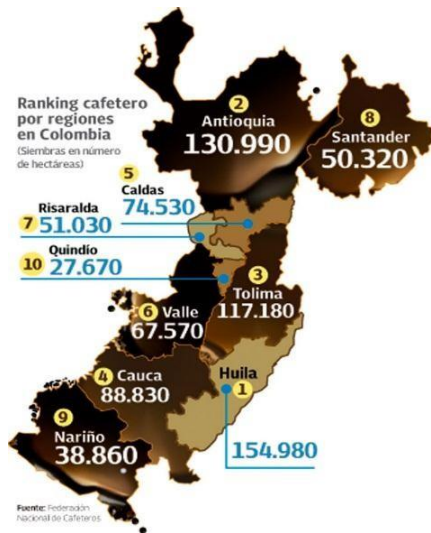 Ranking cafetero
por regiones
en Colombia
(Siembras en número
de hectáreas)
2
Antioquia
130.990
8
Santander
50.320
5
Caldas
74.530
7 Risaralda
51.030
10 Quindío
27.670
3
Tolima
117.180
6 Valle
67.570
4 Cauca
88.830
Huila
1
154.980
9
Nariño
38.860
Fuente: Federación
Nacional de Cafeteros